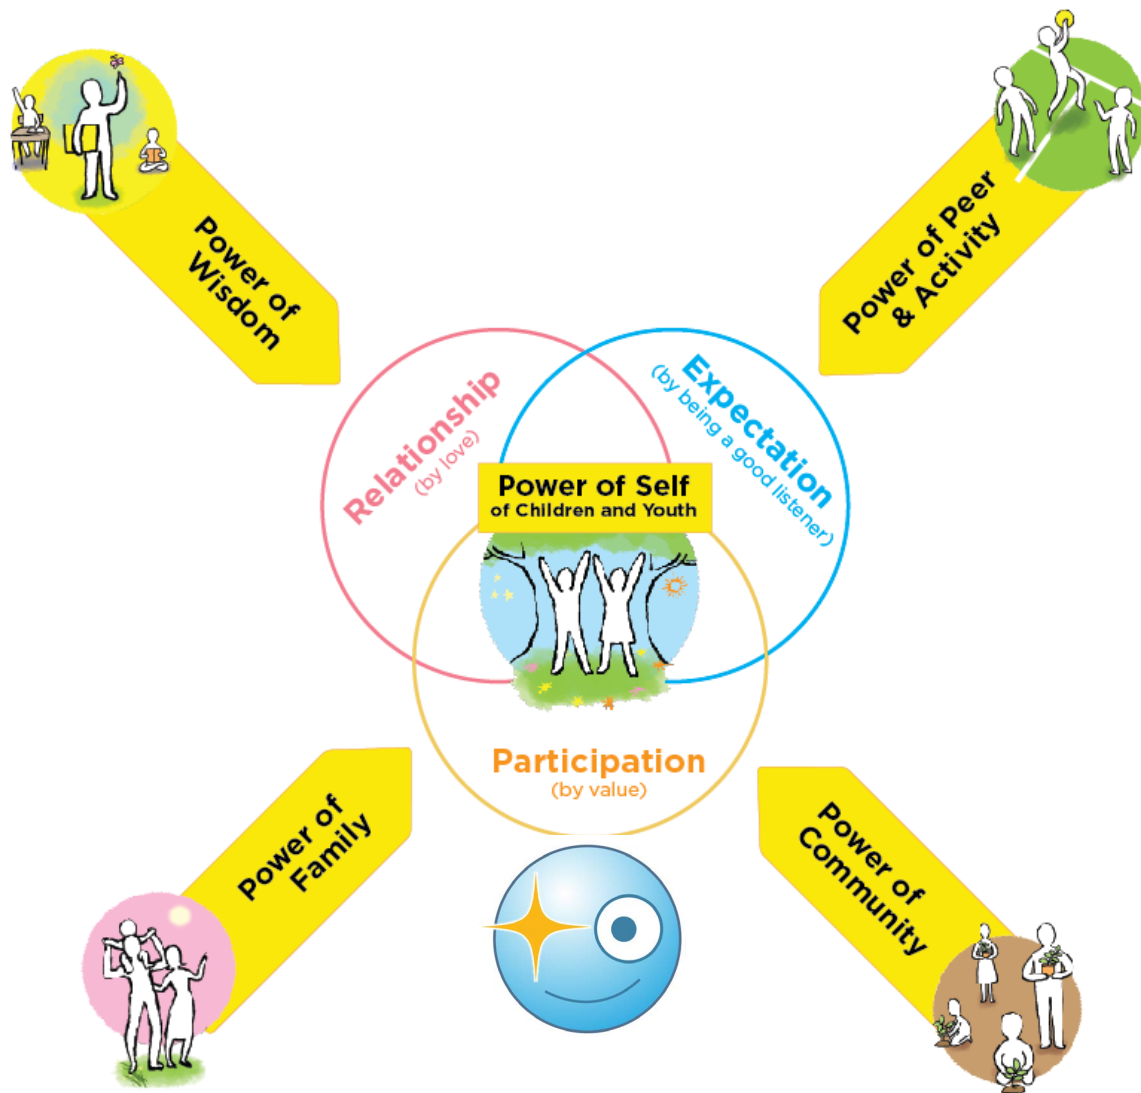 Power of
Wisdom
Power of Peer
& Activity
Relationship
(by love)
Expectation
(by being a good listener)
Power of Self
of Children and Youth
Participation
(by value)
Power of
Family
Power of
Community